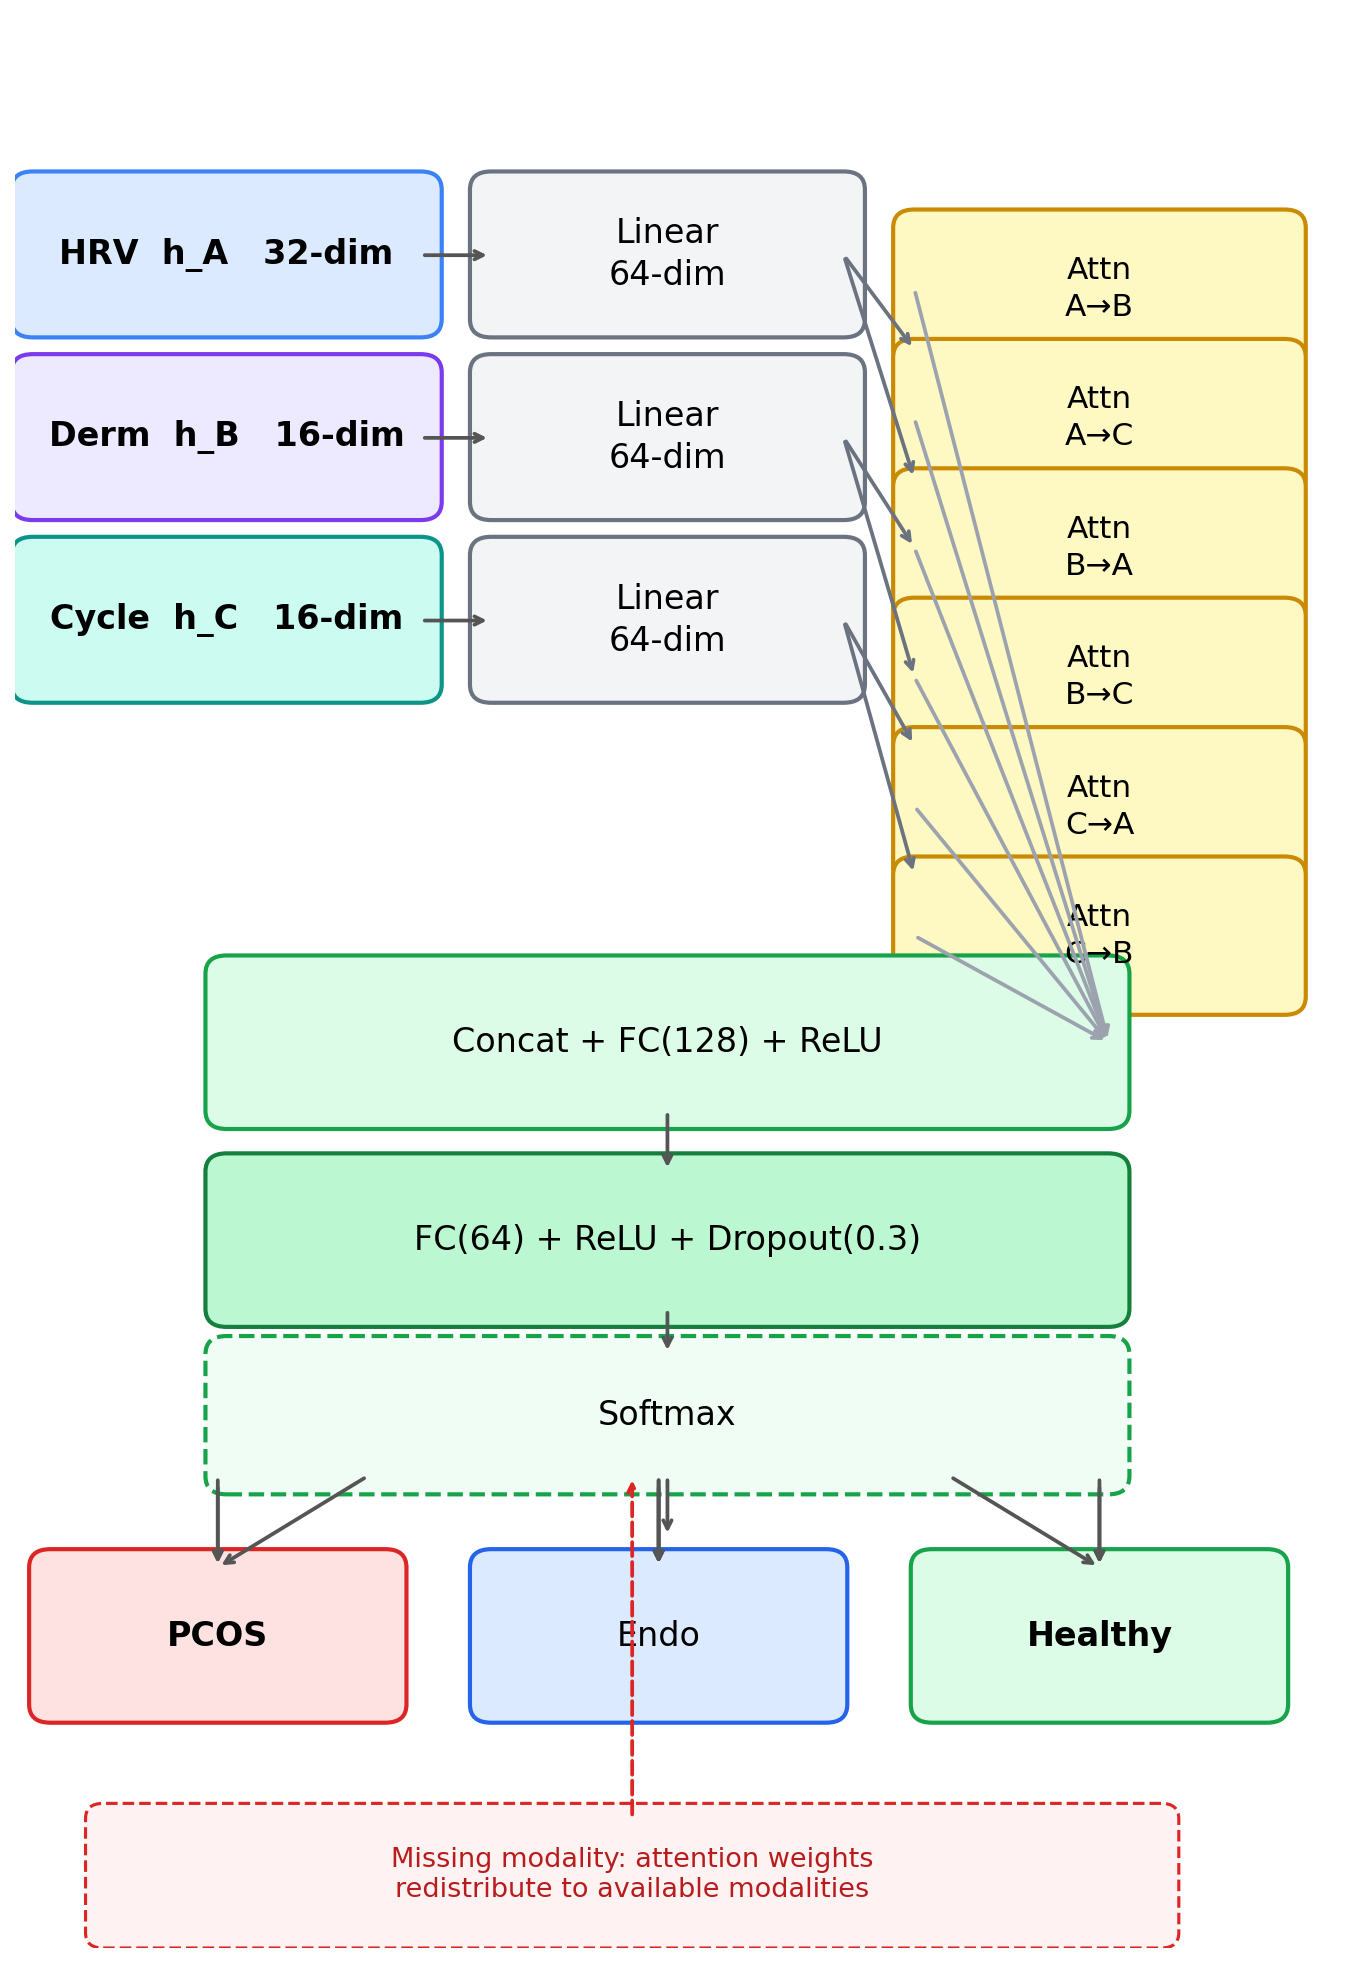 HRV  h_A   32-dim
Linear
64-dim
Attn
A→B
Derm  h_B   16-dim
Linear
64-dim
Attn
A→C
Attn
B→A
Cycle  h_C   16-dim
Linear
64-dim
Attn
B→C
Attn
C→A
Attn
C→B
Concat + FC(128) + ReLU
FC(64) + ReLU + Dropout(0.3)
Softmax
PCOS
Endo
Healthy
Missing modality: attention weights
redistribute to available modalities